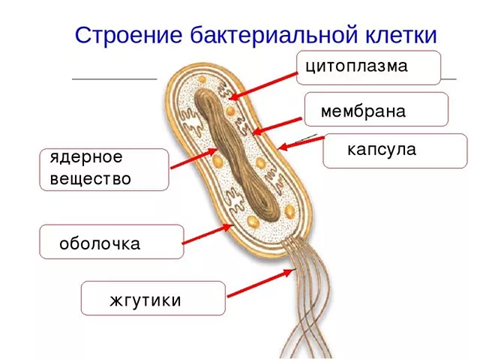 Строение бактериальной клетки
цитоплазма
мембрана
капсула
ядерное
вещество
оболочка
жгутики